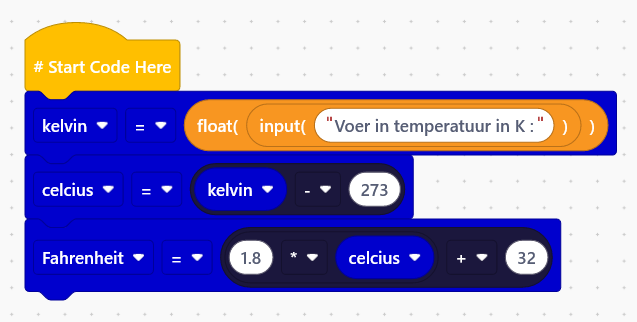 # Start Code Here
kelvin = float( input( "Voer in temperatuur in K :" ) )
celcius = kelvin - 273
Fahrenheit = 1.8 * celcius + 32